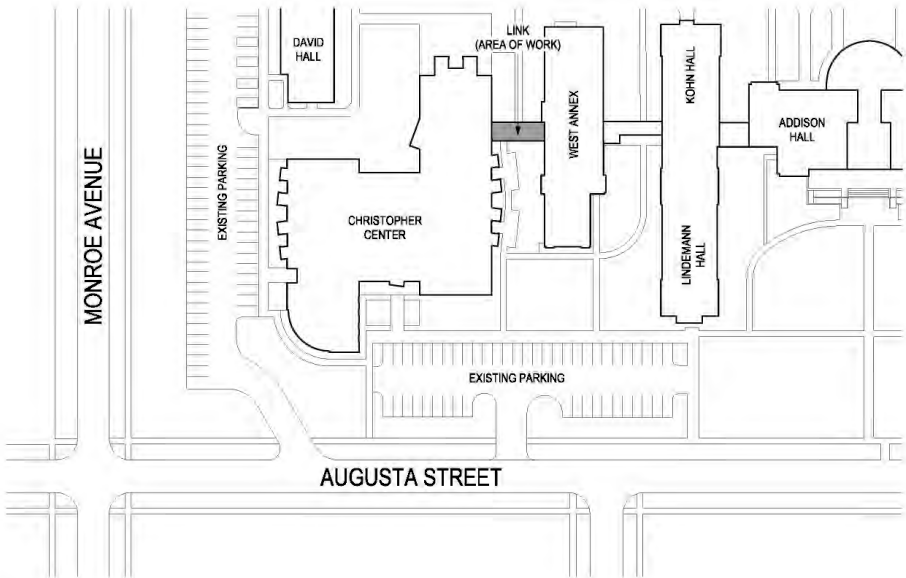 LINK
(AREA OF WORK)
DAVID
HALL
KOHN HALL
WEST ANNEX
ADDISON
HALL
MONROE AVENUE
EXISTING PARKING
CHRISTOPHER
CENTER
LINDEMANN
HALL
EXISTING PARKING
AUGUSTA STREET